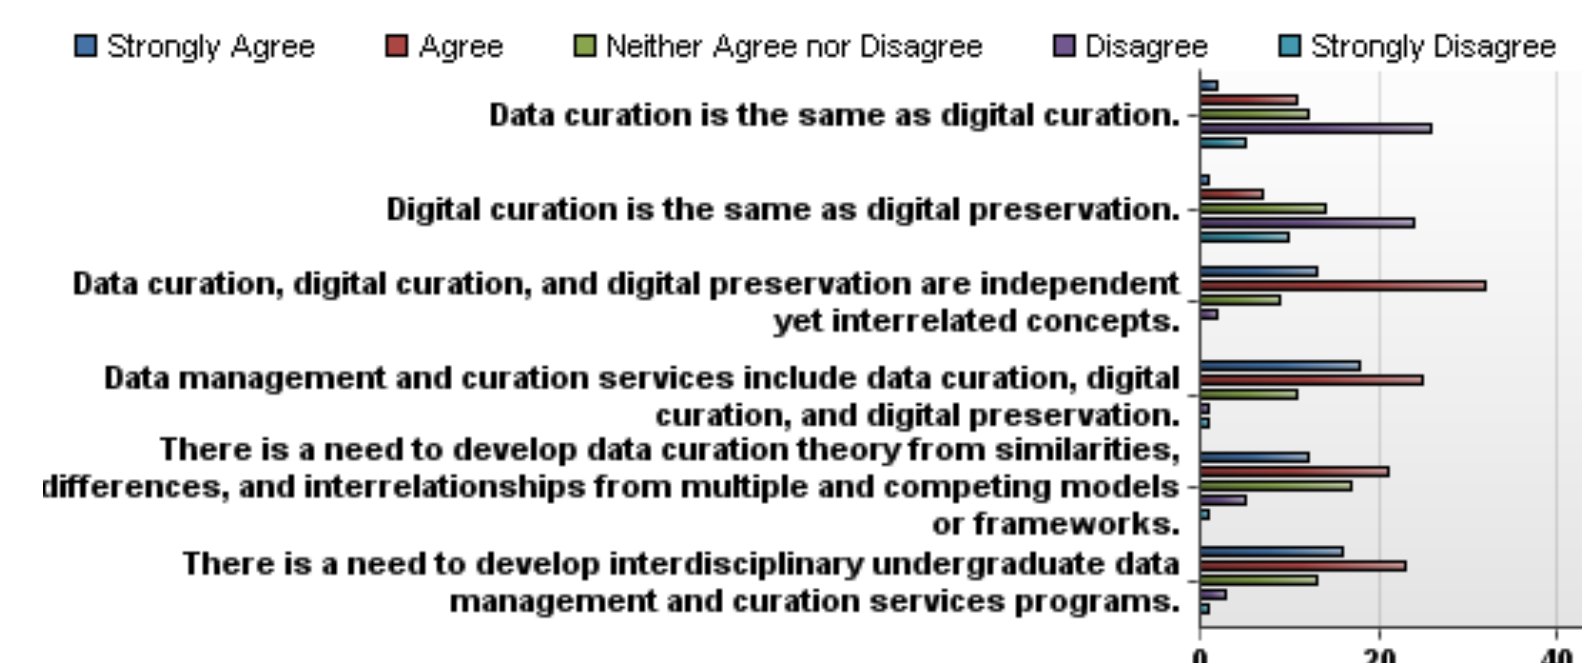 Strongly Agree Agree Neither Agree nor Disagree Disagree Strongly Disagree
Data curation is the same as digital curation.
Digital curation is the same as digital preservation.
Data curation, digital curation, and digital preservation are independent
yet interrelated concepts.
Data management and curation services include data curation, digital
curation, and digital preservation.
There is a need to develop data curation theory from similarities,
differences, and interrelationships from multiple and competing models
or frameworks.
There is a need to develop interdisciplinary undergraduate data
management and curation services programs.
0 20 40